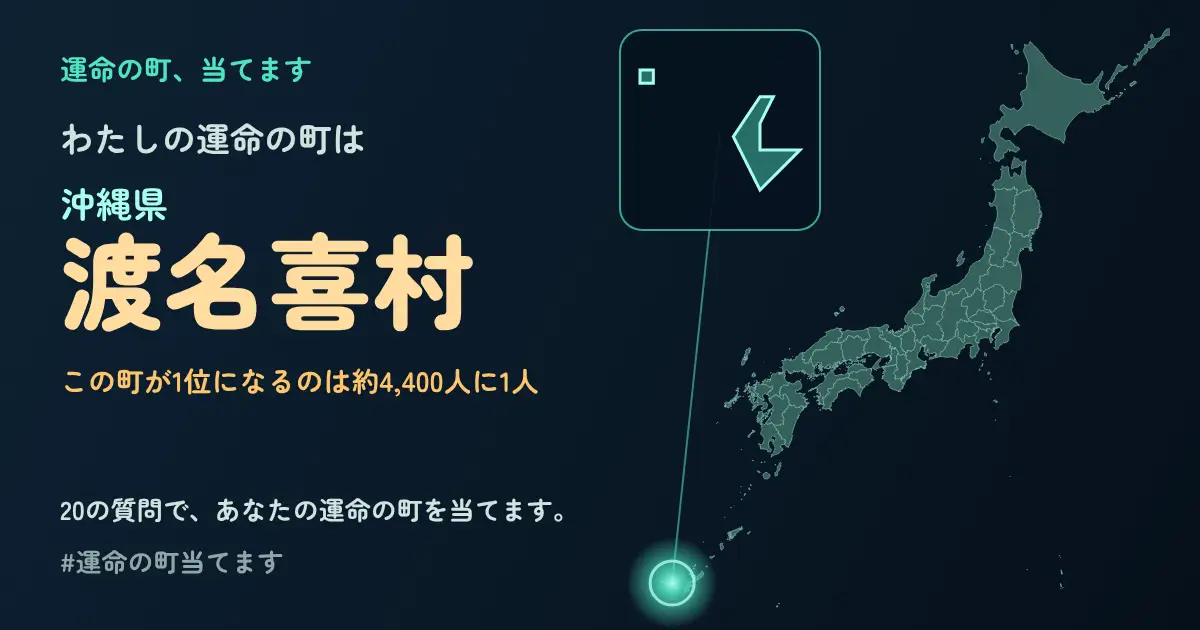 運命の町、当てます
わたしの運命の町は
沖縄県
渡名喜村
この町が1位になるのは約4,400人に1人
20の質問で、あなたの運命の町を当てます。
#運命の町当てます